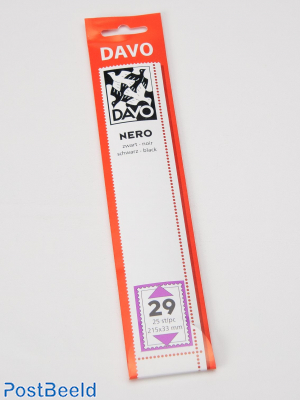 DAVO
DAVO
NERO
zwart - noir
schwarz - black
29
25 st/pc
215x33 mm
PostBeeld